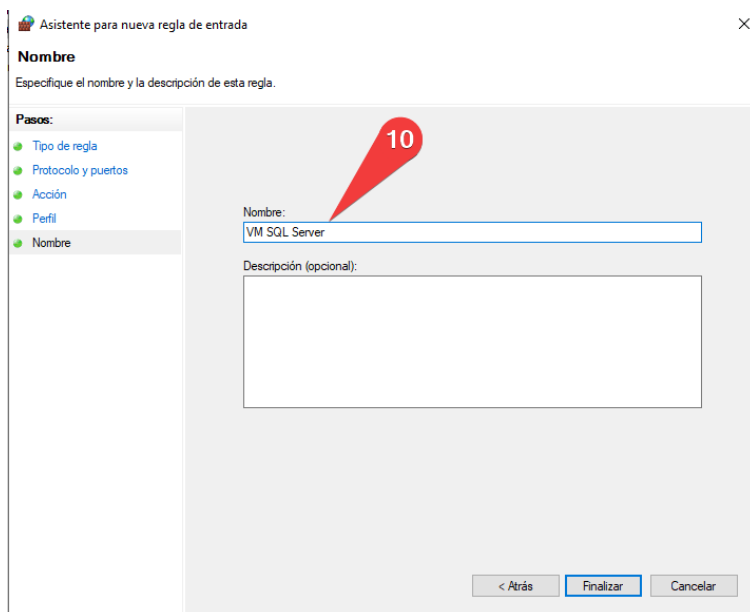 Asistente para nueva regla de entrada
Nombre
Especifique el nombre y la descripción de esta regla.
Pasos:
Tipo de regla
Protocolo y puertos
Acción
Perfil
Nombre
10
Nombre:
VM SQL Server
Descripción (opcional):
< Atrás
Finalizar
Cancelar